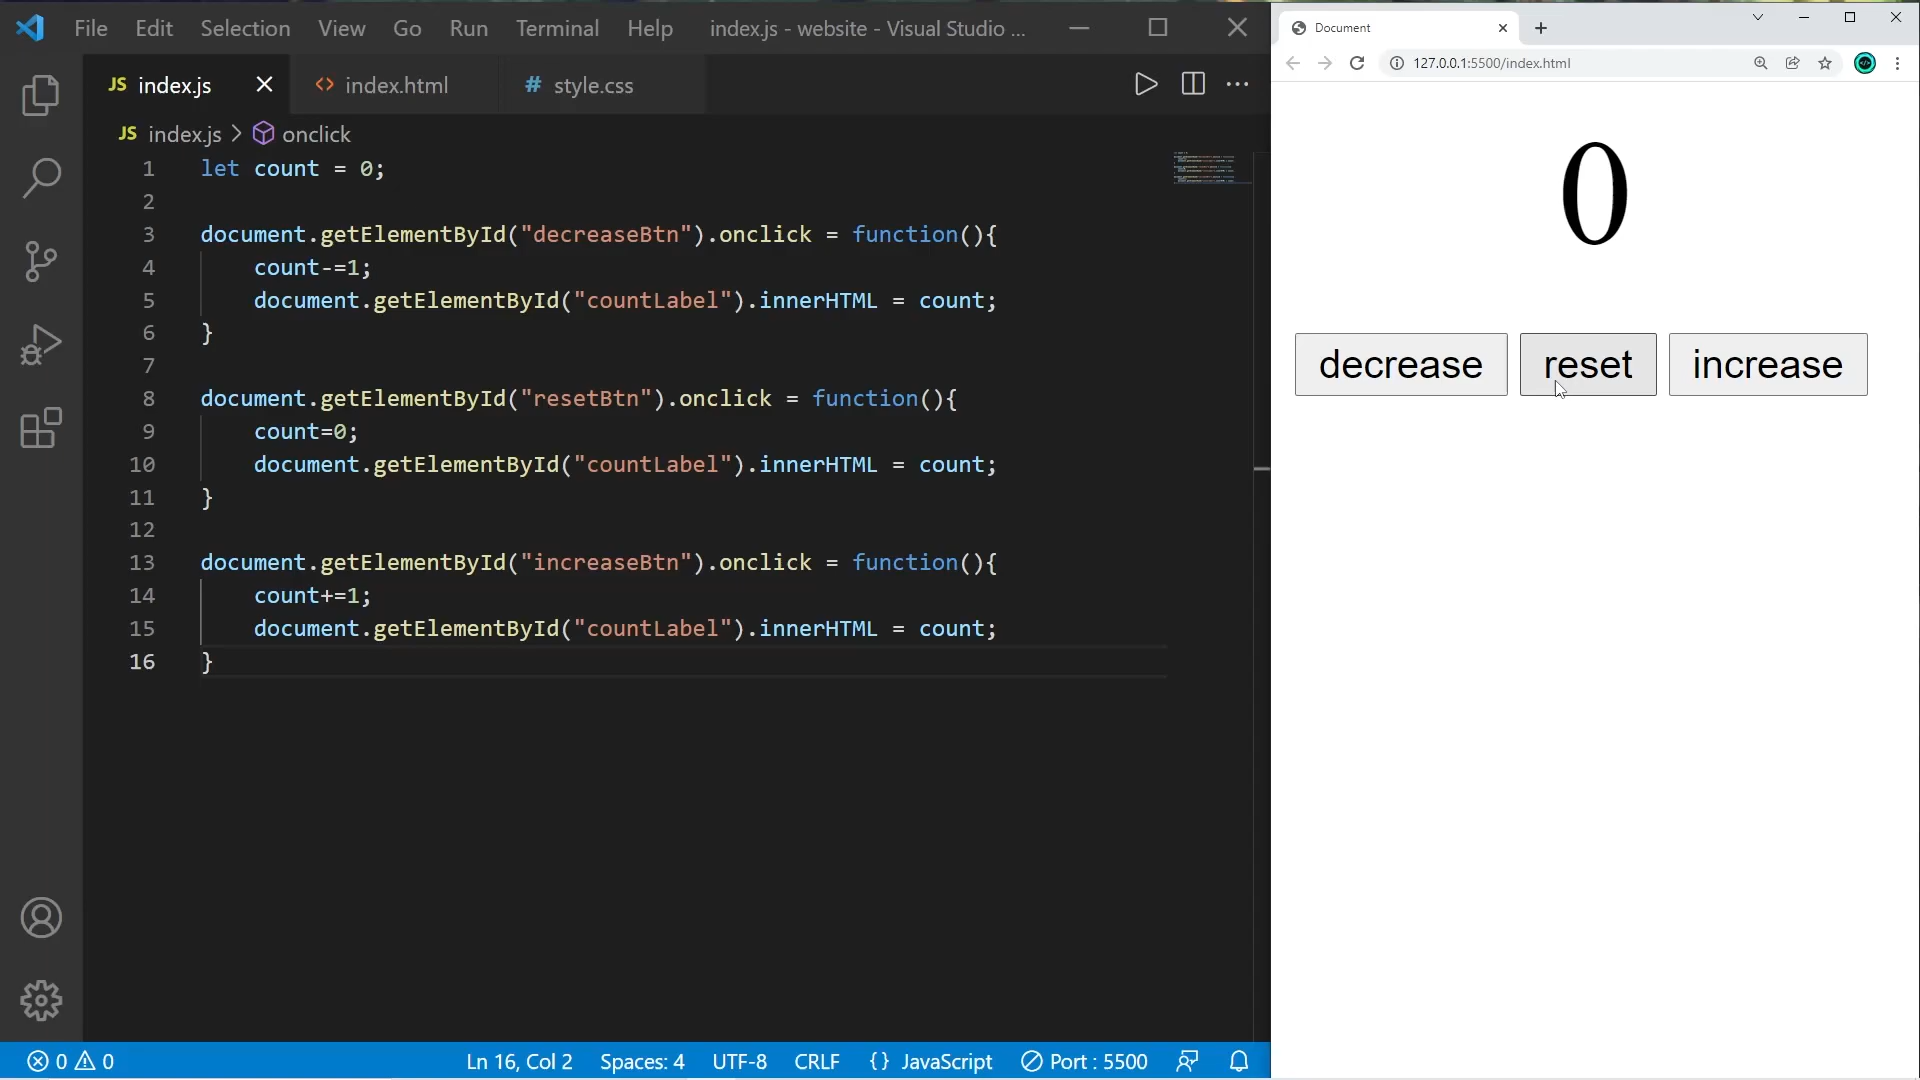 File Edit Selection View Go Run Terminal Help index.js - website - Visual Studio ...
JS index.js index.html # style.css
JS index.js > onclick
1 let count = 0;
2
3 document.getElementById("decreaseBtn").onclick = function(){
4 count-=1;
5 document.getElementById("countLabel").innerHTML = count;
6 }
7
8 document.getElementById("resetBtn").onclick = function(){
9 count=0;
10 document.getElementById("countLabel").innerHTML = count;
11 }
12
13 document.getElementById("increaseBtn").onclick = function(){
14 count+=1;
15 document.getElementById("countLabel").innerHTML = count;
16 }
0 0 Ln 16, Col 2 Spaces: 4 UTF-8 CRLF {} JavaScript Port : 5500
Document
127.0.0.1:5500/index.html
0
decrease reset increase